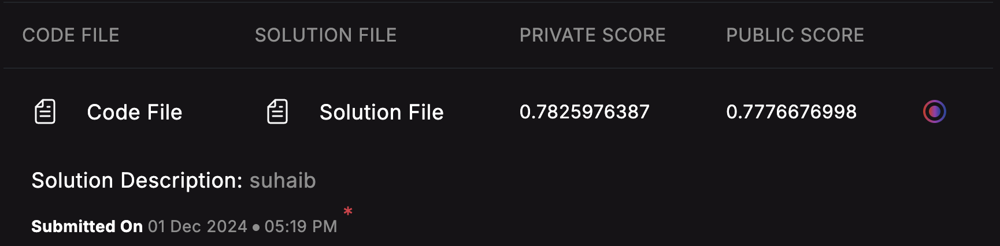 CODE FILE SOLUTION FILE PRIVATE SCORE PUBLIC SCORE
Code File Solution File 0.7825976387 0.7776676998
Solution Description: suhaib
Submitted On 01 Dec 2024 • 05:19 PM *